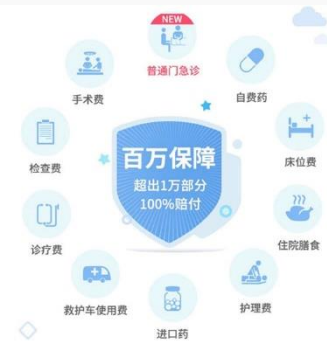 NEW
普通门急诊
手术费
自费药
百万保障
超出1万部分
100%赔付
检查费
床位费
诊疗费
住院膳食
救护车使用费
护理费
进口药